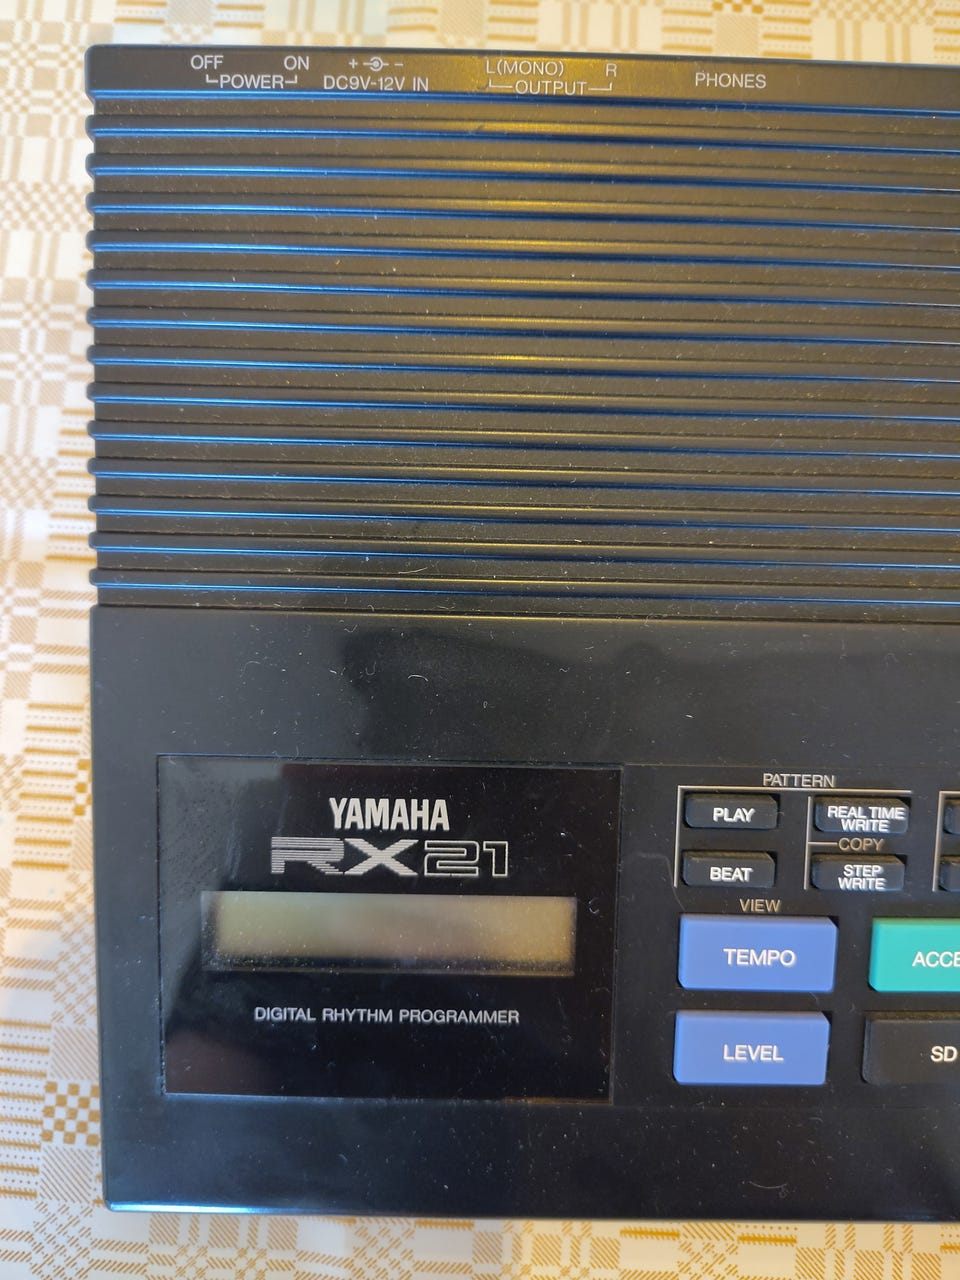 OFF ON
POWER
+ -
DC9V-12V IN
L(MONO) R
OUTPUT
PHONES
YAMAHA
RX21
DIGITAL RHYTHM PROGRAMMER
PATTERN
PLAY
REAL TIME
WRITE
COPY
BEAT
STEP
WRITE
VIEW
TEMPO
ACCE
LEVEL
SD